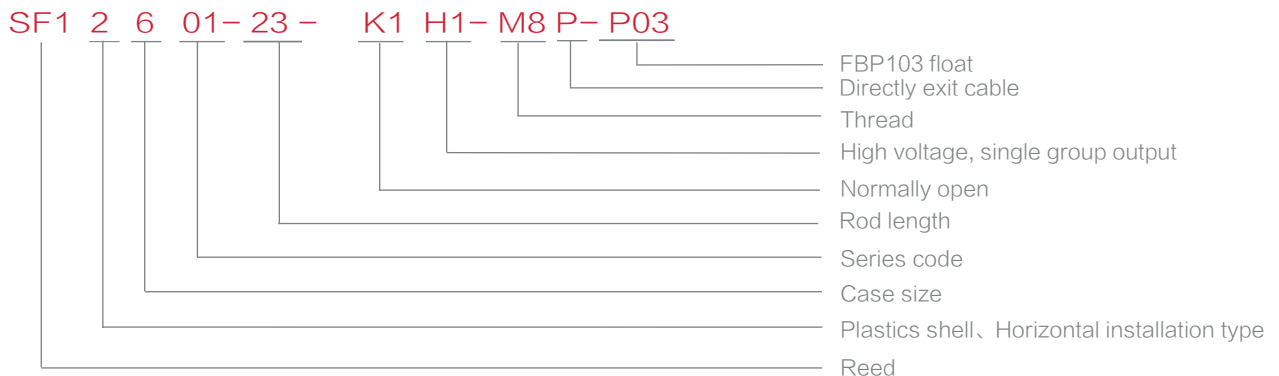 SF1 2 6 01- 23 - K1 H1- M8 P- P03
FBP103 float
Directly exit cable
Thread
High voltage, single group output
Normally open
Rod length
Series code
Case size
Plastics shell、Horizontal installation type
Reed